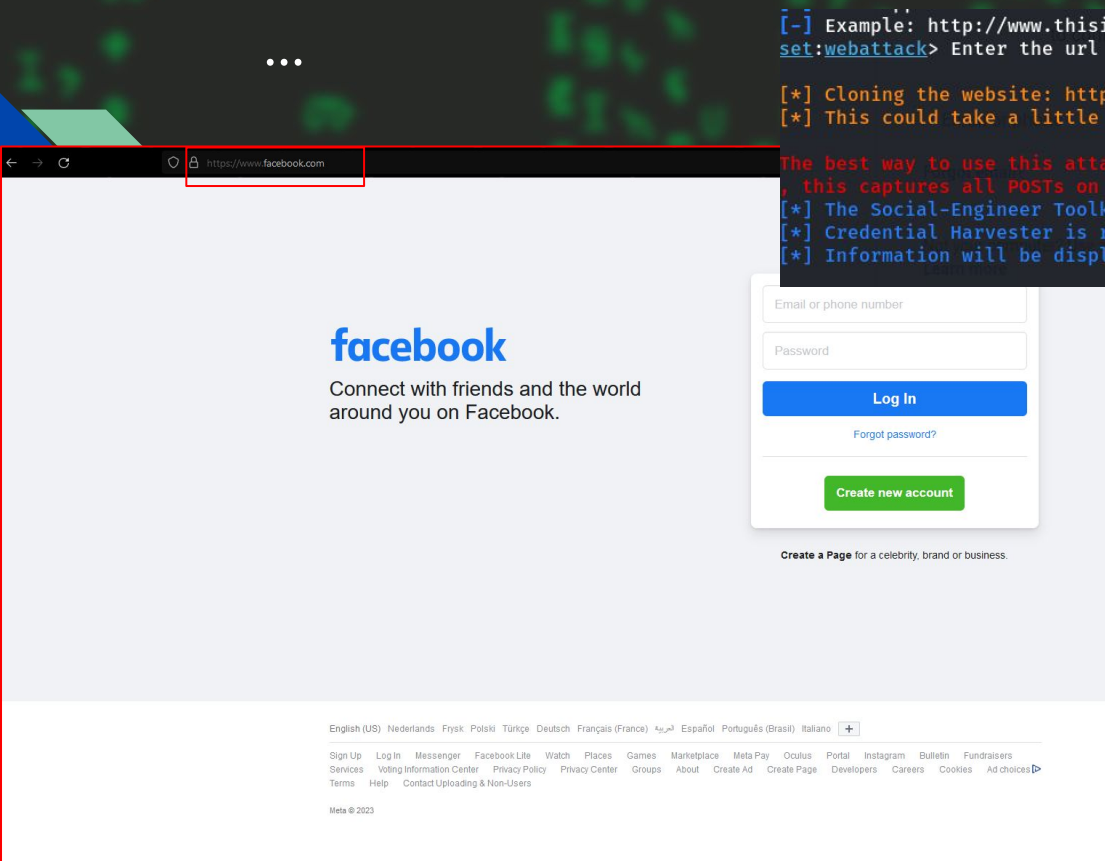 ...
[-] Example: http://www.thisi
set:webattack> Enter the url
[*] Cloning the website: http
[*] This could take a little
The best way to use this atta
, this captures all POSTs on
[*] The Social-Engineer Toolk
[*] Credential Harvester is r
[*] Information will be displ
Learn more
https://www.facebook.com
facebook
Connect with friends and the world
around you on Facebook.
Email or phone number
Password
Log In
Forgot password?
Create new account
Create a Page for a celebrity, brand or business.
English (US) Nederlands Frysk Polski Türkçe Deutsch Français (France) العربية Español Português (Brasil) Italiano +
Sign Up Log In Messenger Facebook Lite Watch Places Games Marketplace Meta Pay Oculus Portal Instagram Bulletin Fundraisers
Services Voting Information Center Privacy Policy Privacy Center Groups About Create Ad Create Page Developers Careers Cookies Ad choices
Terms Help Contact Uploading & Non-Users
Meta © 2023